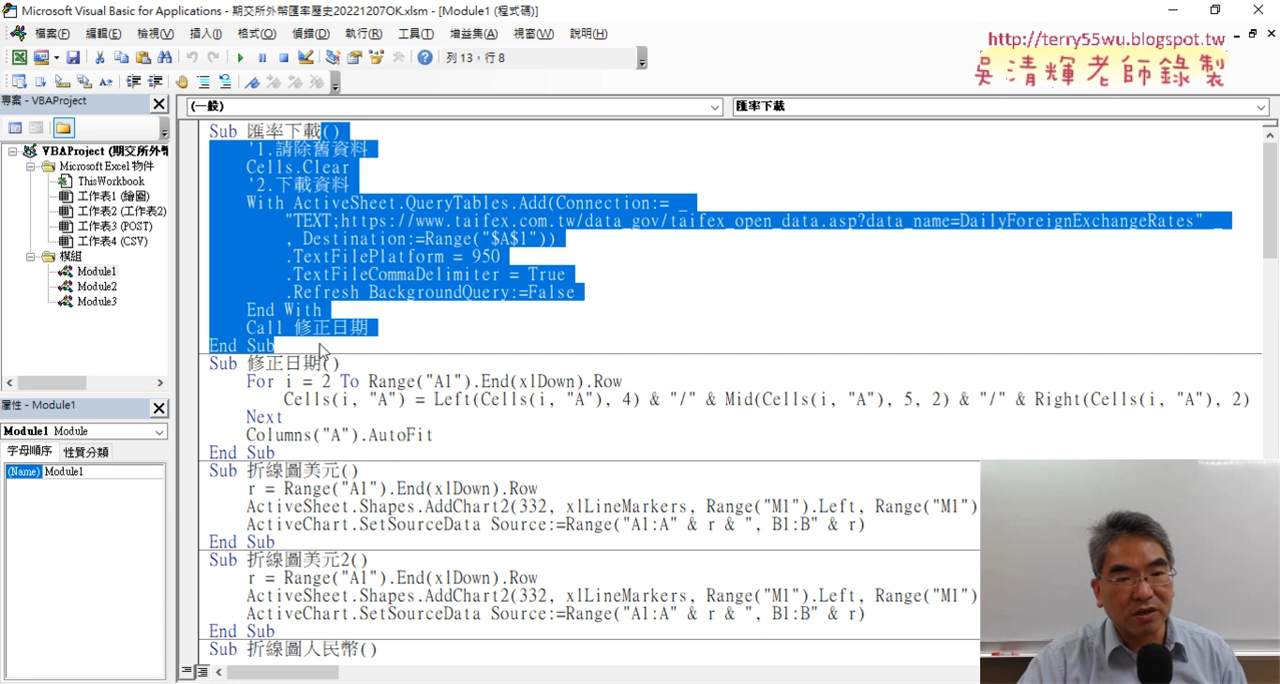 Microsoft Visual Basic for Applications - 期交所外幣匯率歷史20221207OK.xlsm - [Module1 (程式碼)]
檔案(F) 編輯(E) 檢視(V) 插入(I) 格式(O) 偵錯(D) 執行(R) 工具(T) 增益集(A) 視窗(W) 說明(H)
http://terry55wu.blogspot.tw
吳清輝老師錄製
列 13，行 8
專案 - VBAProject
(一般)
匯率下載
VBAProject (期交所外幣
Microsoft Excel 物件
ThisWorkbook
工作表1 (繪圖)
工作表2 (工作表2)
工作表3 (POST)
工作表4 (CSV)
模組
Module1
Module2
Module3
屬性 - Module1
Module1 Module
字母順序 性質分類
(Name) Module1
Sub 匯率下載()
'1.請除舊資料
Cells.Clear
'2.下載資料
With ActiveSheet.QueryTables.Add(Connection:= _
"TEXT;https://www.taifex.com.tw/data_gov/taifex_open_data.asp?data_name=DailyForeignExchangeRates" _
, Destination:=Range("$A$1"))
.TextFilePlatform = 950
.TextFileCommaDelimiter = True
.Refresh BackgroundQuery:=False
End With
Call 修正日期
End Sub
Sub 修正日期()
For i = 2 To Range("A1").End(xlDown).Row
Cells(i, "A") = Left(Cells(i, "A"), 4) & "/" & Mid(Cells(i, "A"), 5, 2) & "/" & Right(Cells(i, "A"), 2)
Next
Columns("A").AutoFit
End Sub
Sub 折線圖美元()
r = Range("A1").End(xlDown).Row
ActiveSheet.Shapes.AddChart2(332, xlLineMarkers, Range("M1").Left, Range("M1")
ActiveChart.SetSourceData Source:=Range("A1:A" & r & ", B1:B" & r)
End Sub
Sub 折線圖美元2()
r = Range("A1").End(xlDown).Row
ActiveSheet.Shapes.AddChart2(332, xlLineMarkers, Range("M1").Left, Range("M1")
ActiveChart.SetSourceData Source:=Range("A1:A" & r & ", B1:B" & r)
End Sub
Sub 折線圖人民幣()